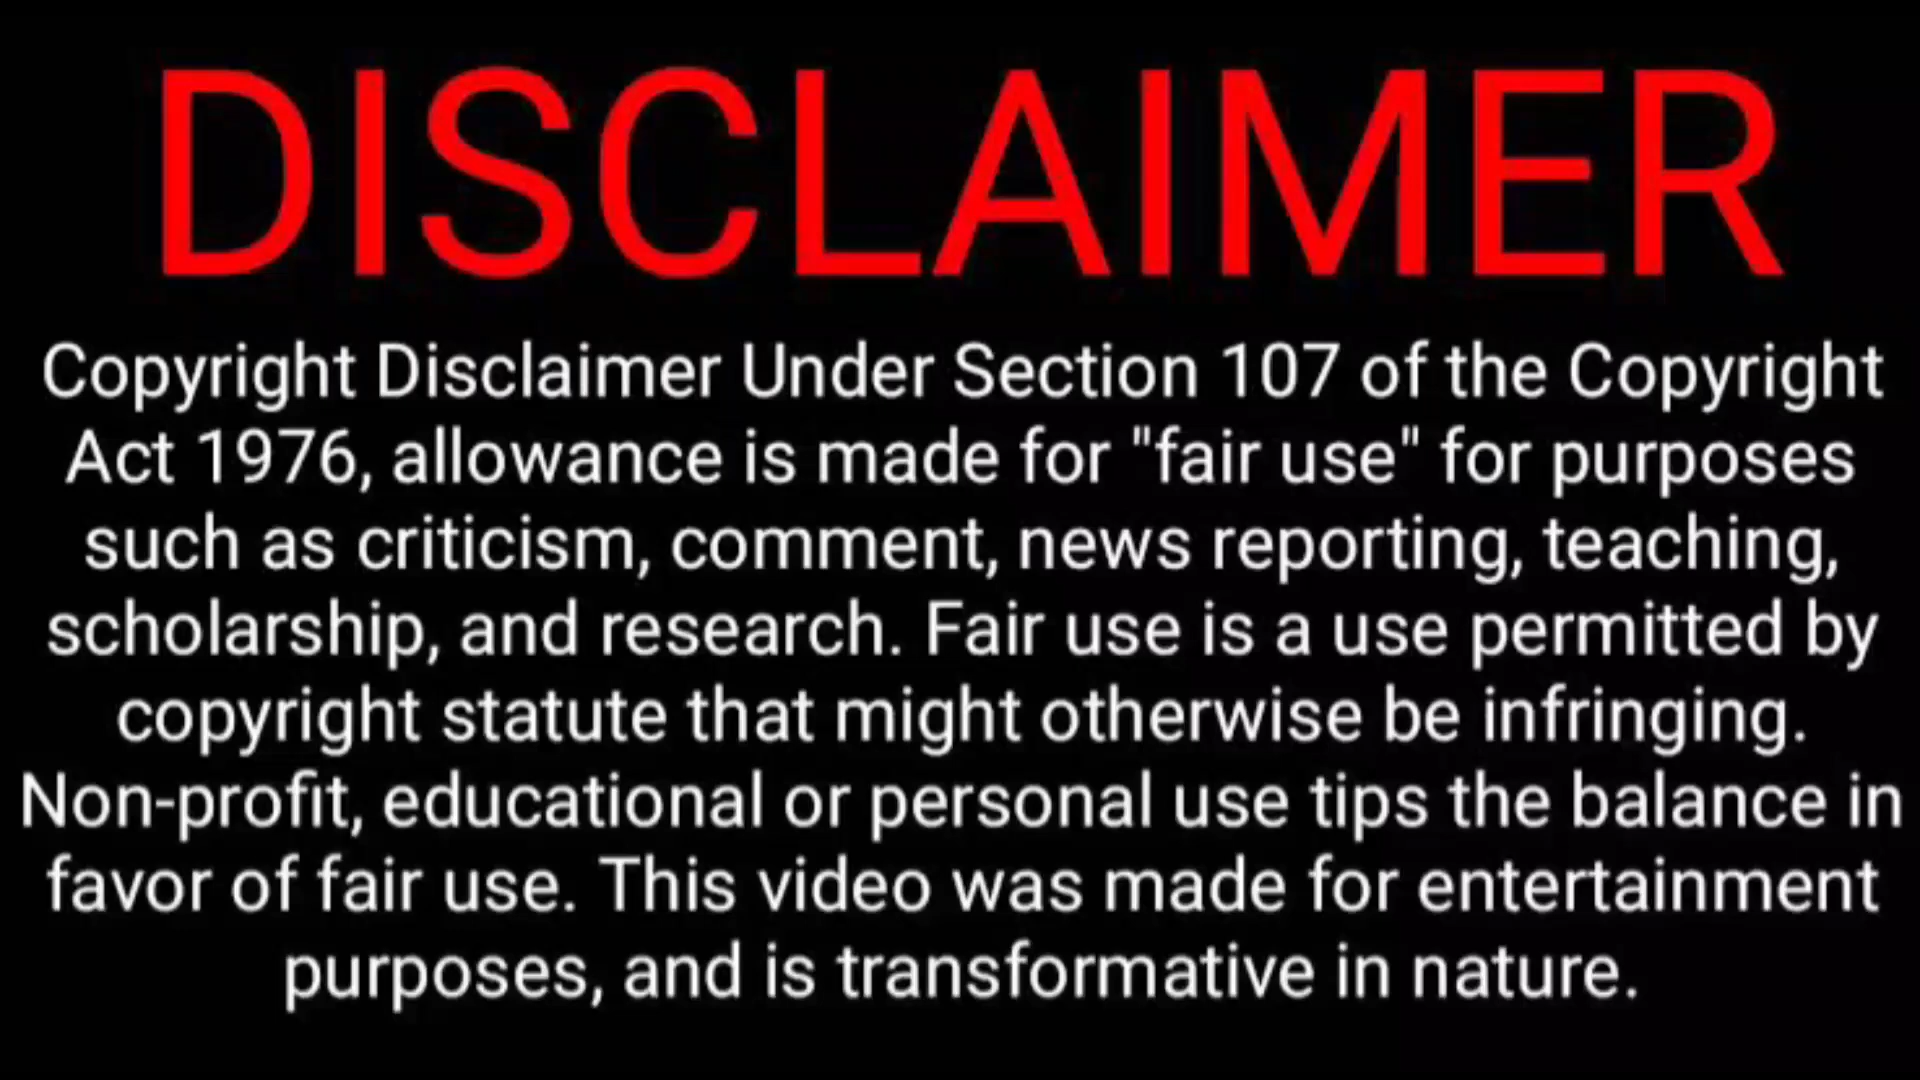 DISCLAIMER
Copyright Disclaimer Under Section 107 of the Copyright
Act 1976, allowance is made for "fair use" for purposes
such as criticism, comment, news reporting, teaching,
scholarship, and research. Fair use is a use permitted by
copyright statute that might otherwise be infringing.
Non-profit, educational or personal use tips the balance in
favor of fair use. This video was made for entertainment
purposes, and is transformative in nature.